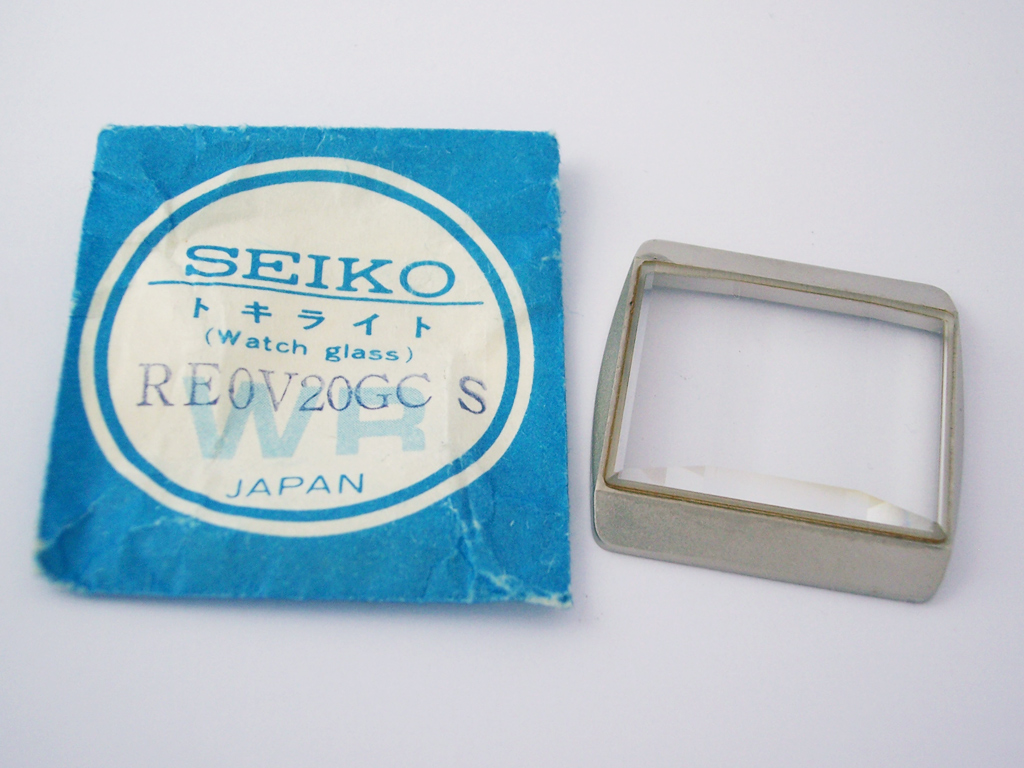 SEIKO
トキライト
(Watch glass)
RE0V20GC S
WR
JAPAN